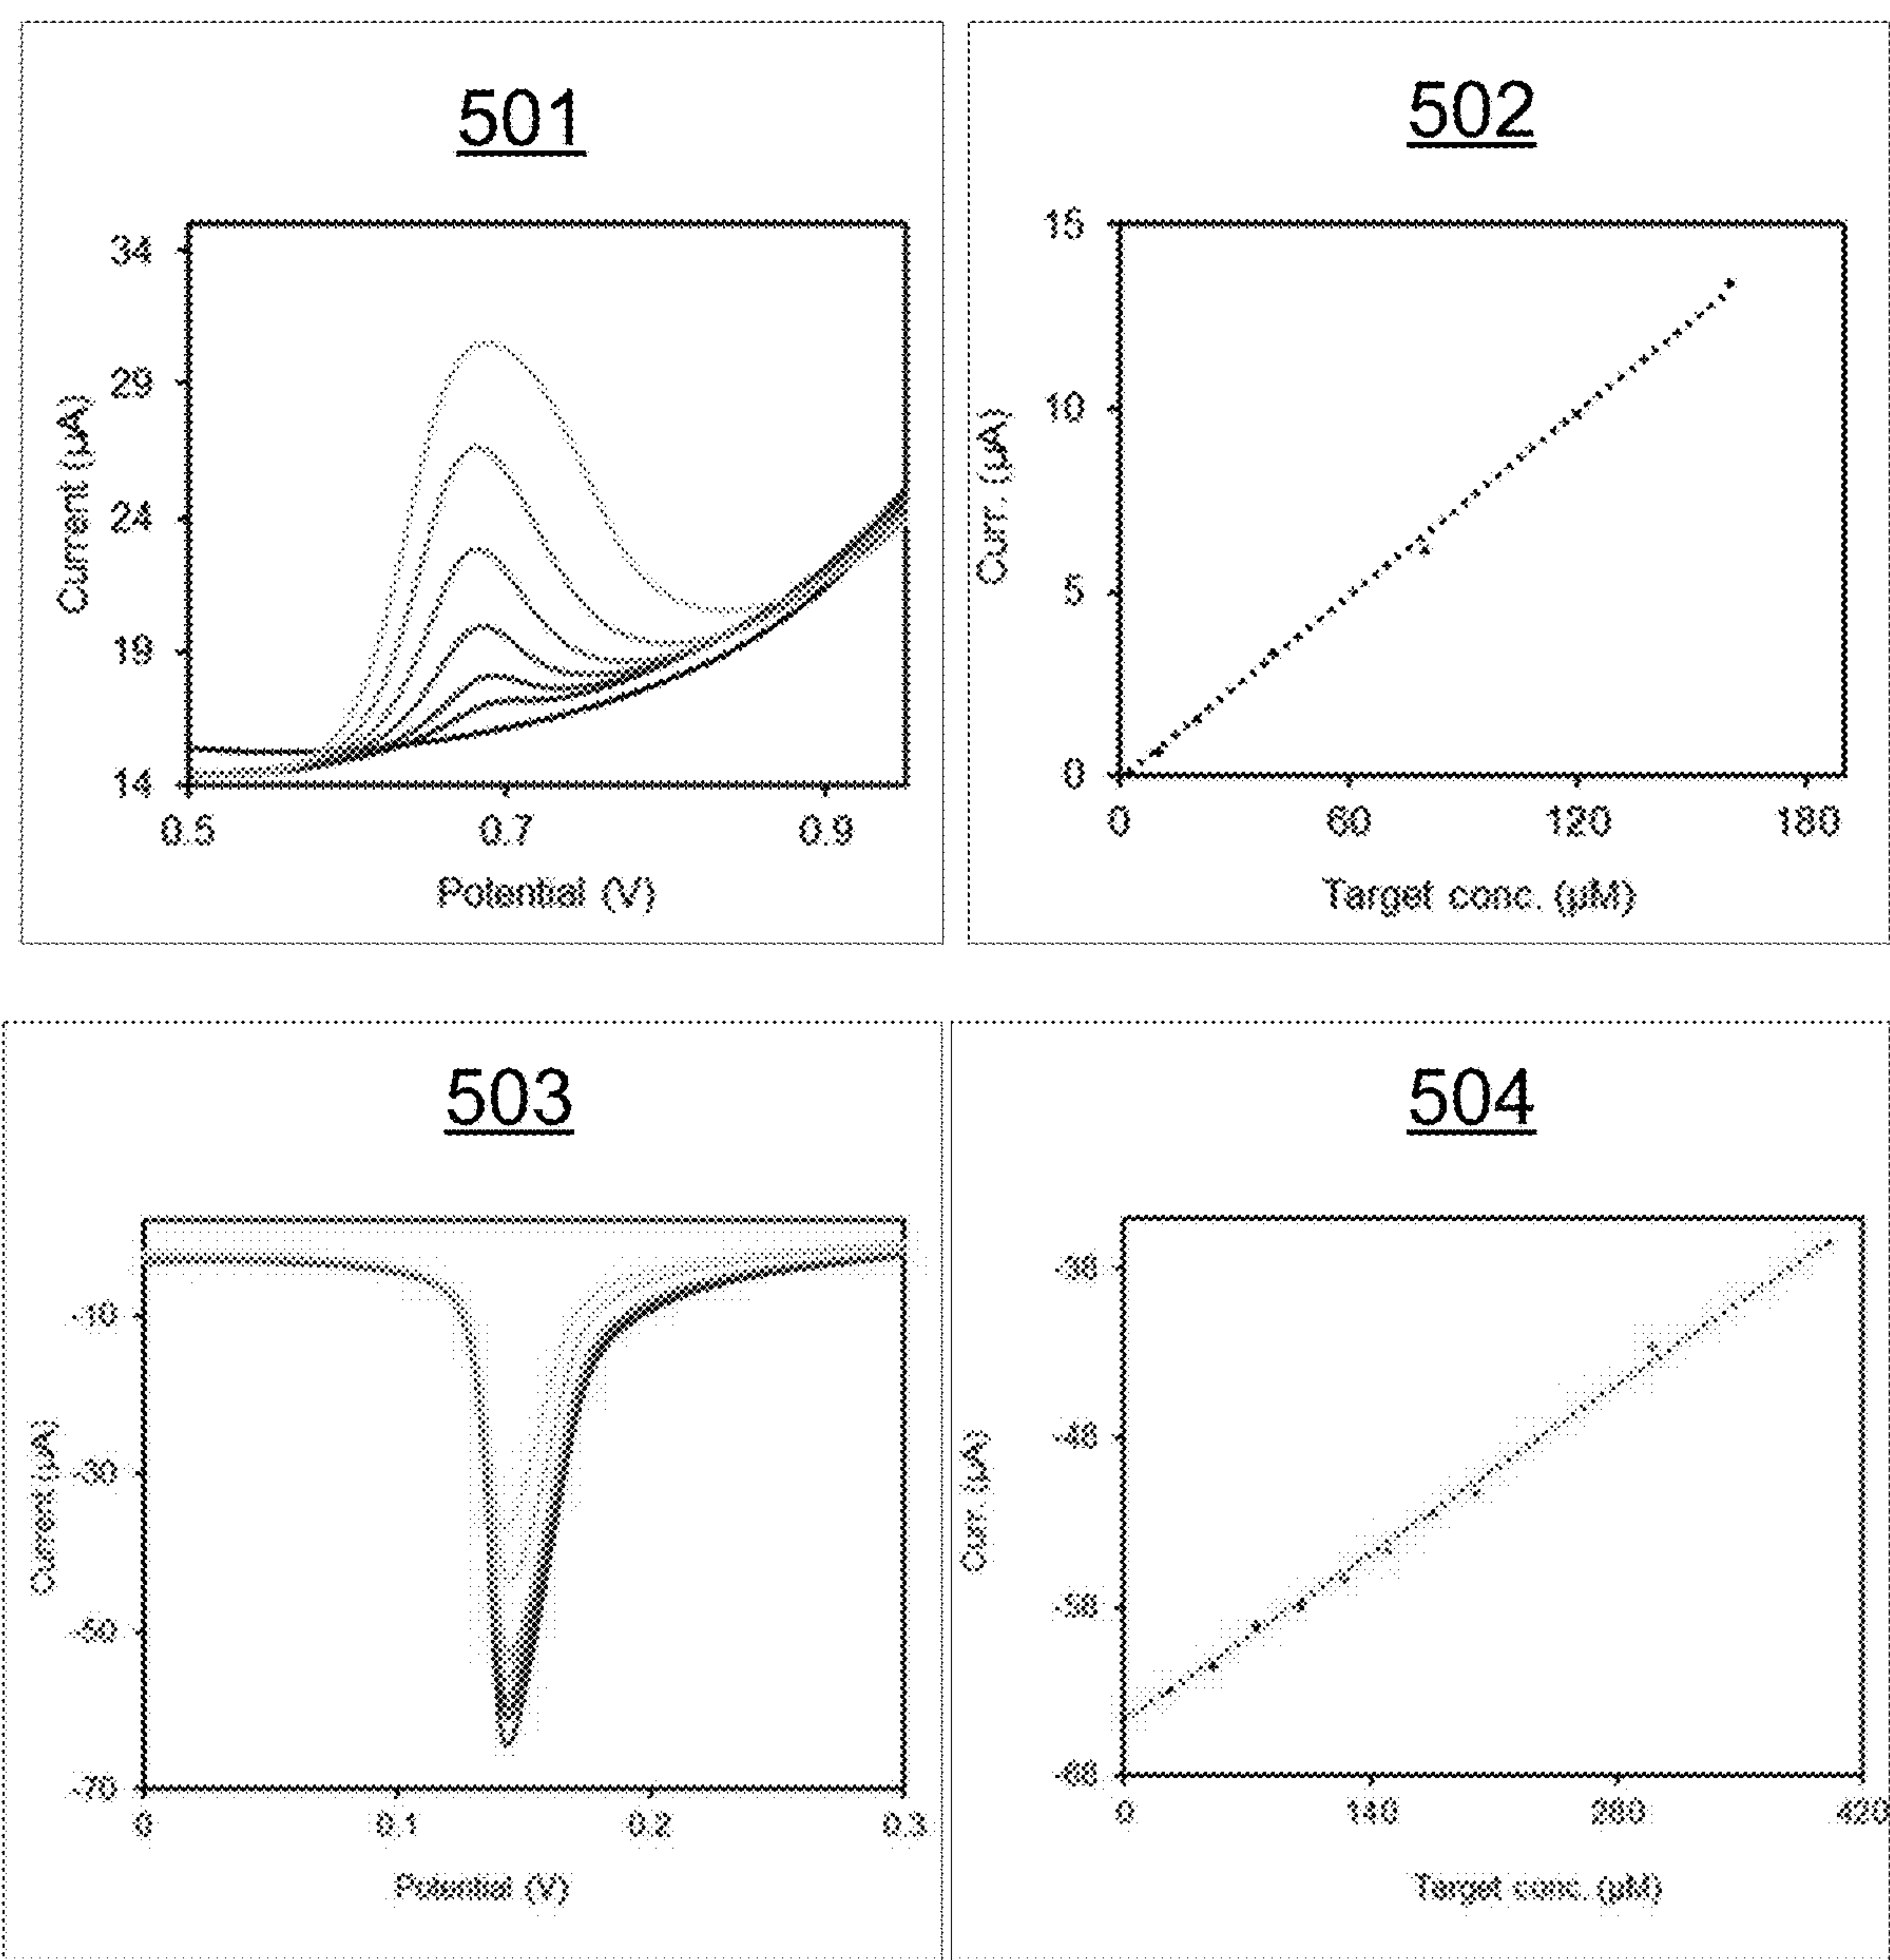 501
34
29
24
19
14
Current (µA)
0.5 0.7 0.9
Potential (V)
502
15
10
5
0
Curr. (µA)
0 60 120 180
Target conc. (µM)
503
-10
-30
-50
-70
Current (µA)
0 0.1 0.2 0.3
Potential (V)
504
-38
-48
-58
-68
Curr. (µA)
0 140 280 420
Target conc. (µM)